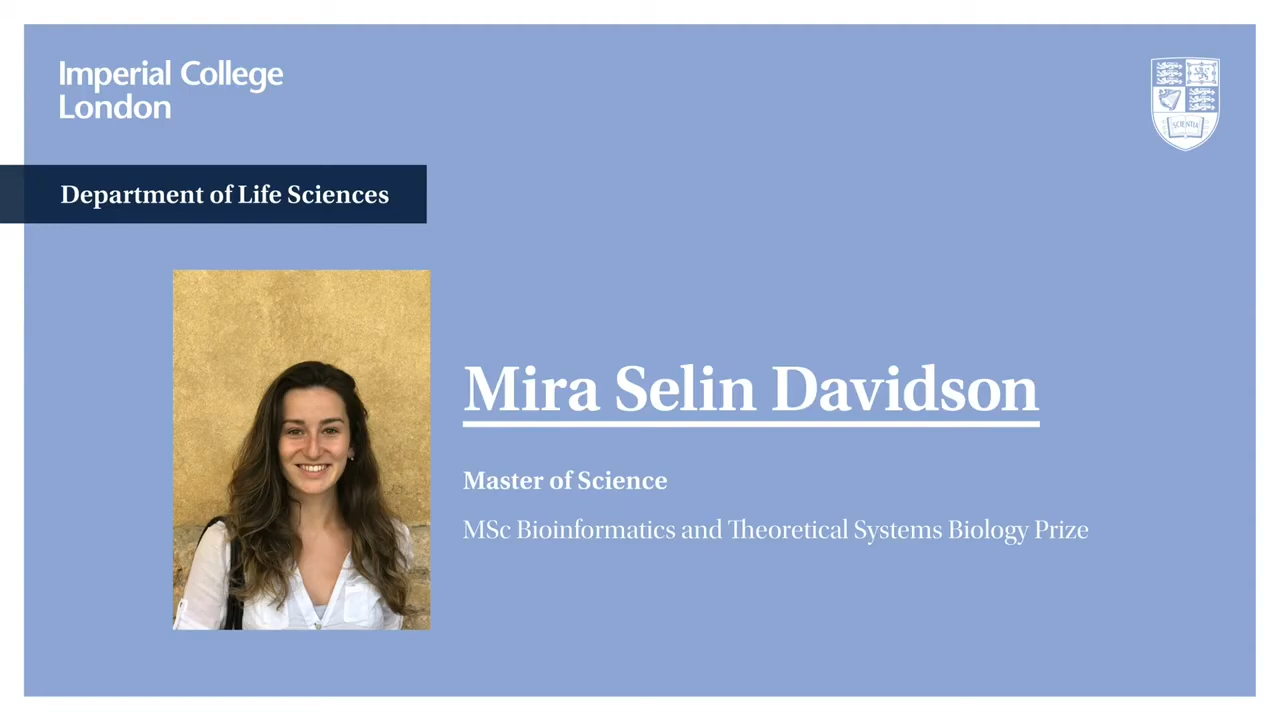 Imperial College
London
SCIENTIA
Department of Life Sciences
Mira Selin Davidson
Master of Science
MSc Bioinformatics and Theoretical Systems Biology Prize